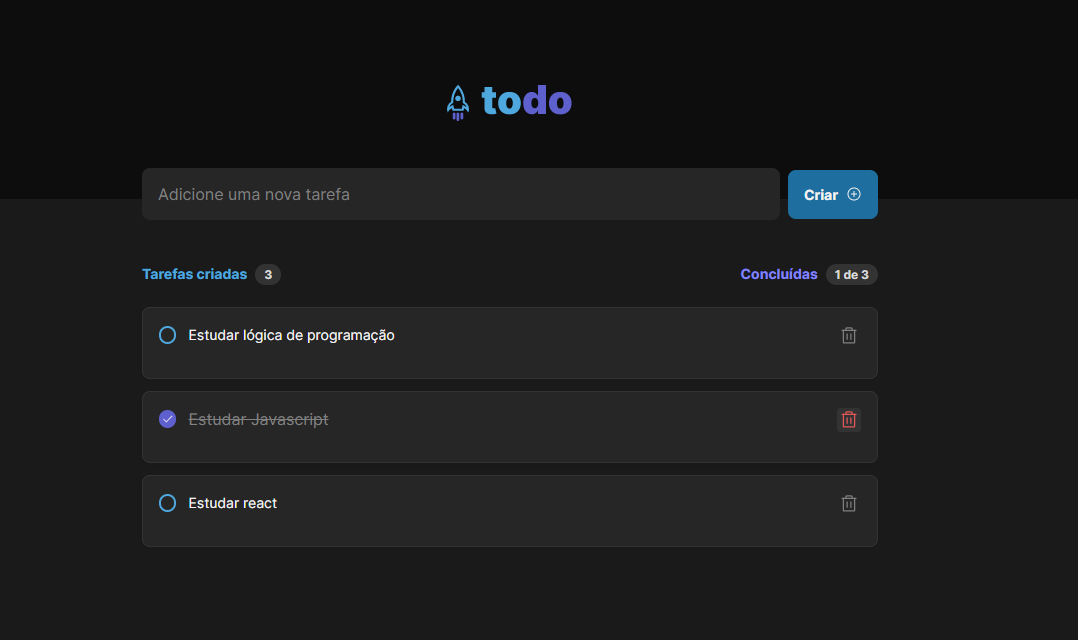 todo
Adicione uma nova tarefa
Criar
Tarefas criadas 3
Concluídas 1 de 3
Estudar lógica de programação
Estudar Javascript
Estudar react